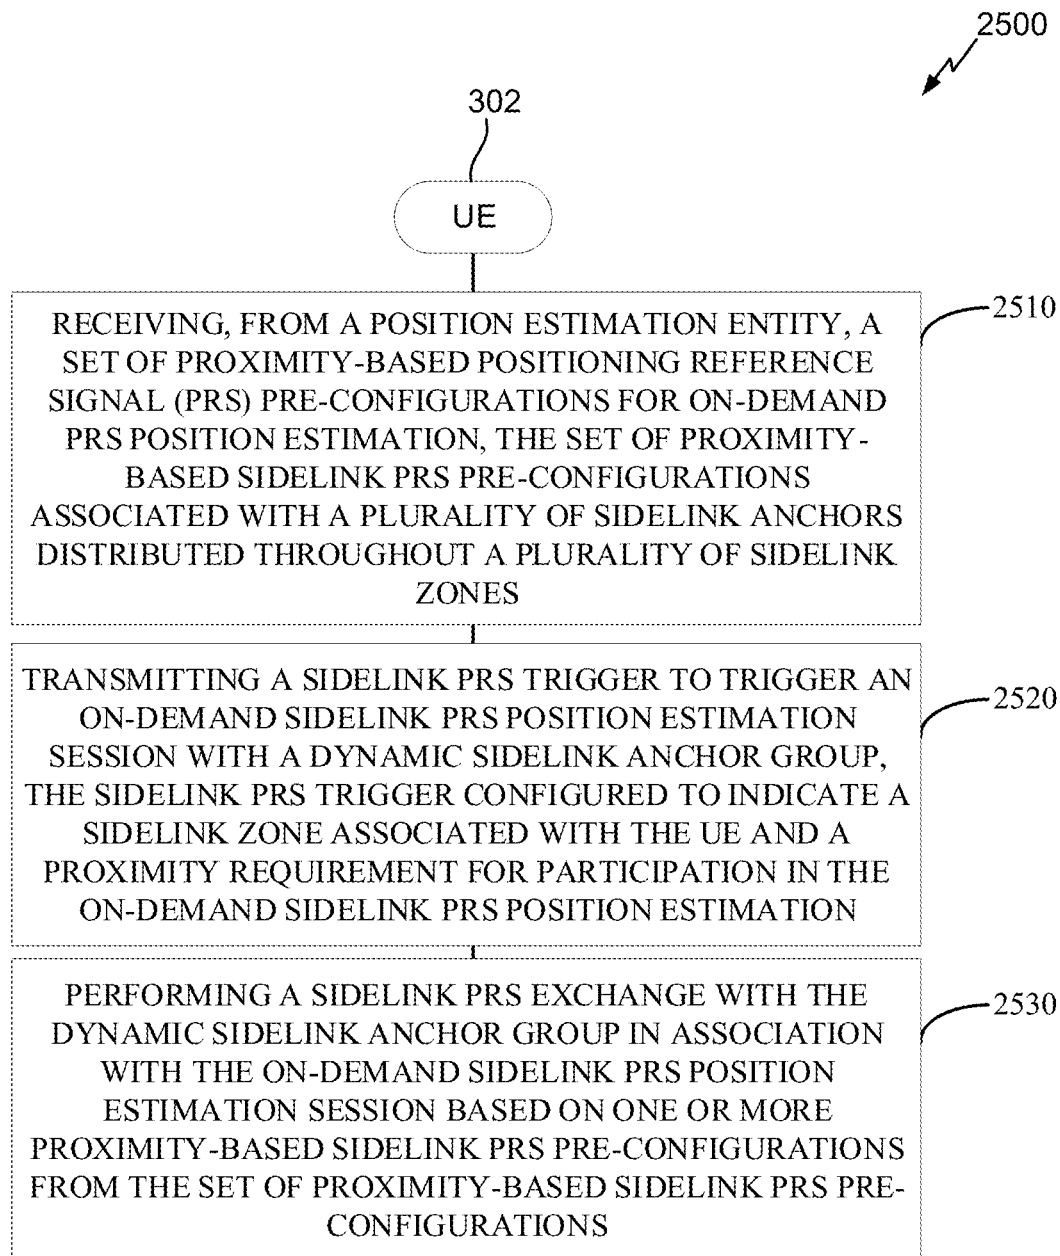 2500
302
UE
2510
RECEIVING, FROM A POSITION ESTIMATION ENTITY, A
SET OF PROXIMITY-BASED POSITIONING REFERENCE
SIGNAL (PRS) PRE-CONFIGURATIONS FOR ON-DEMAND
PRS POSITION ESTIMATION, THE SET OF PROXIMITY-
BASED SIDELINK PRS PRE-CONFIGURATIONS
ASSOCIATED WITH A PLURALITY OF SIDELINK ANCHORS
DISTRIBUTED THROUGHOUT A PLURALITY OF SIDELINK
ZONES
2520
TRANSMITTING A SIDELINK PRS TRIGGER TO TRIGGER AN
ON-DEMAND SIDELINK PRS POSITION ESTIMATION
SESSION WITH A DYNAMIC SIDELINK ANCHOR GROUP,
THE SIDELINK PRS TRIGGER CONFIGURED TO INDICATE A
SIDELINK ZONE ASSOCIATED WITH THE UE AND A
PROXIMITY REQUIREMENT FOR PARTICIPATION IN THE
ON-DEMAND SIDELINK PRS POSITION ESTIMATION
2530
PERFORMING A SIDELINK PRS EXCHANGE WITH THE
DYNAMIC SIDELINK ANCHOR GROUP IN ASSOCIATION
WITH THE ON-DEMAND SIDELINK PRS POSITION
ESTIMATION SESSION BASED ON ONE OR MORE
PROXIMITY-BASED SIDELINK PRS PRE-CONFIGURATIONS
FROM THE SET OF PROXIMITY-BASED SIDELINK PRS PRE-
CONFIGURATIONS